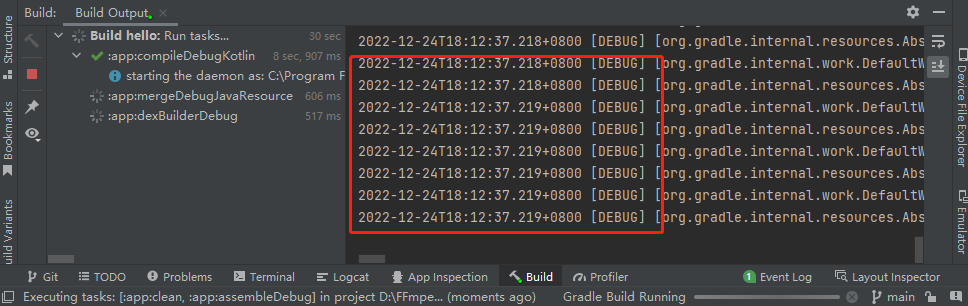 Build: Build Output
Build hello: Run tasks... 30 sec
:app:compileDebugKotlin 8 sec, 907 ms
starting the daemon as: C:\Program F
:app:mergeDebugJavaResource 606 ms
:app:dexBuilderDebug 517 ms
2022-12-24T18:12:37.218+0800 [DEBUG] [org.gradle.internal.resources.Abs
2022-12-24T18:12:37.218+0800 [DEBUG] [org.gradle.internal.work.DefaultW
2022-12-24T18:12:37.218+0800 [DEBUG] [org.gradle.internal.resources.Abs
2022-12-24T18:12:37.219+0800 [DEBUG] [org.gradle.internal.work.DefaultW
2022-12-24T18:12:37.219+0800 [DEBUG] [org.gradle.internal.resources.Abs
2022-12-24T18:12:37.219+0800 [DEBUG] [org.gradle.internal.work.DefaultW
2022-12-24T18:12:37.219+0800 [DEBUG] [org.gradle.internal.resources.Abs
2022-12-24T18:12:37.219+0800 [DEBUG] [org.gradle.internal.work.DefaultW
2022-12-24T18:12:37.219+0800 [DEBUG] [org.gradle.internal.resources.Abs
Structure
Bookmarks
uild Variants
Device File Explorer
Emulator
Git TODO Problems Terminal Logcat App Inspection Build Profiler 1 Event Log Layout Inspector
Executing tasks: [:app:clean, :app:assembleDebug] in project D:\FFmpe... (moments ago) Gradle Build Running main